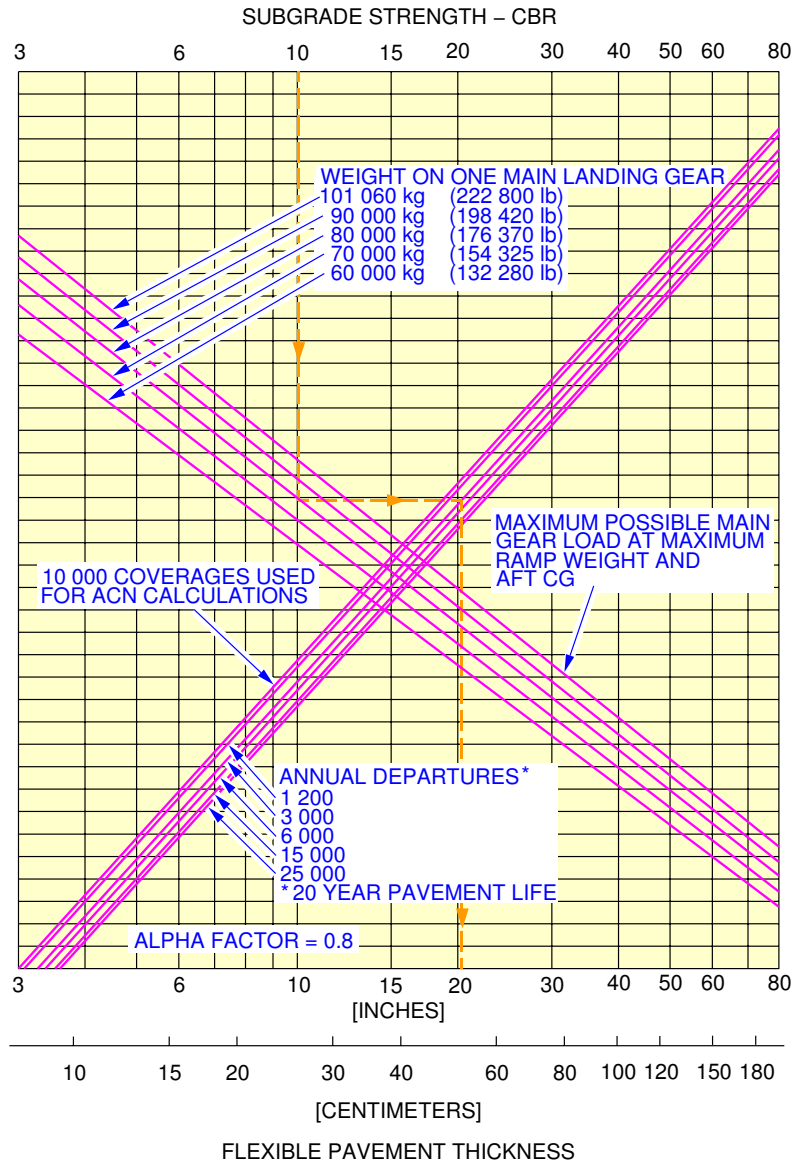 SUBGRADE STRENGTH – CBR
3 6 10 15 20 30 40 50 60 80
WEIGHT ON ONE MAIN LANDING GEAR
101 060 kg (222 800 lb)
90 000 kg (198 420 lb)
80 000 kg (176 370 lb)
70 000 kg (154 325 lb)
60 000 kg (132 280 lb)
MAXIMUM POSSIBLE MAIN
GEAR LOAD AT MAXIMUM
RAMP WEIGHT AND
AFT CG
10 000 COVERAGES USED
FOR ACN CALCULATIONS
ANNUAL DEPARTURES*
1 200
3 000
6 000
15 000
25 000
*20 YEAR PAVEMENT LIFE
ALPHA FACTOR = 0.8
3 6 10 15 20 30 40 50 60 80
[INCHES]
10 15 20 30 40 60 80 100 120 150 180
[CENTIMETERS]
FLEXIBLE PAVEMENT THICKNESS